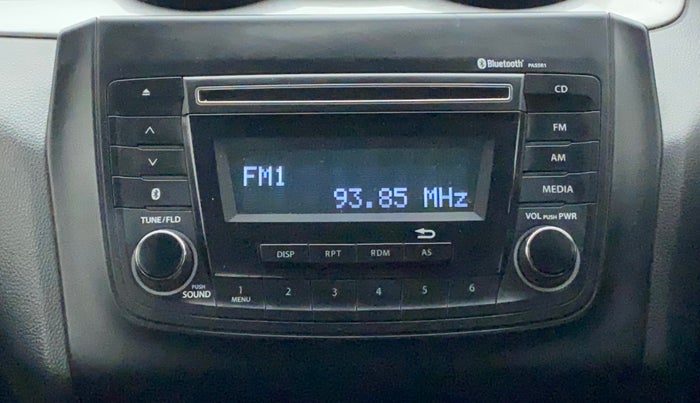 Bluetooth PASSR1
CD
FM
AM
MEDIA
FM1
93.85 MHz
TUNE/FLD
VOL PUSH PWR
DISP RPT RDM AS
PUSH
SOUND
1 2 3 4 5 6
MENU